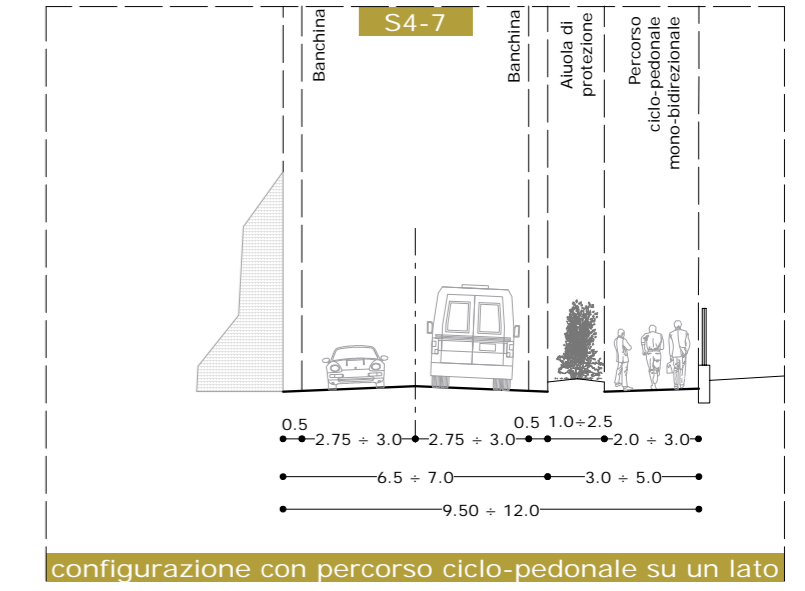 S4-7
Banchina
Banchina
Aiuola di
protezione
Percorso
ciclo-pedonale
mono-bidirezionale
0.5
0.5
1.0÷2.5
2.75 ÷ 3.0
2.75 ÷ 3.0
2.0 ÷ 3.0
6.5 ÷ 7.0
3.0 ÷ 5.0
9.50 ÷ 12.0
configurazione con percorso ciclo-pedonale su un lato